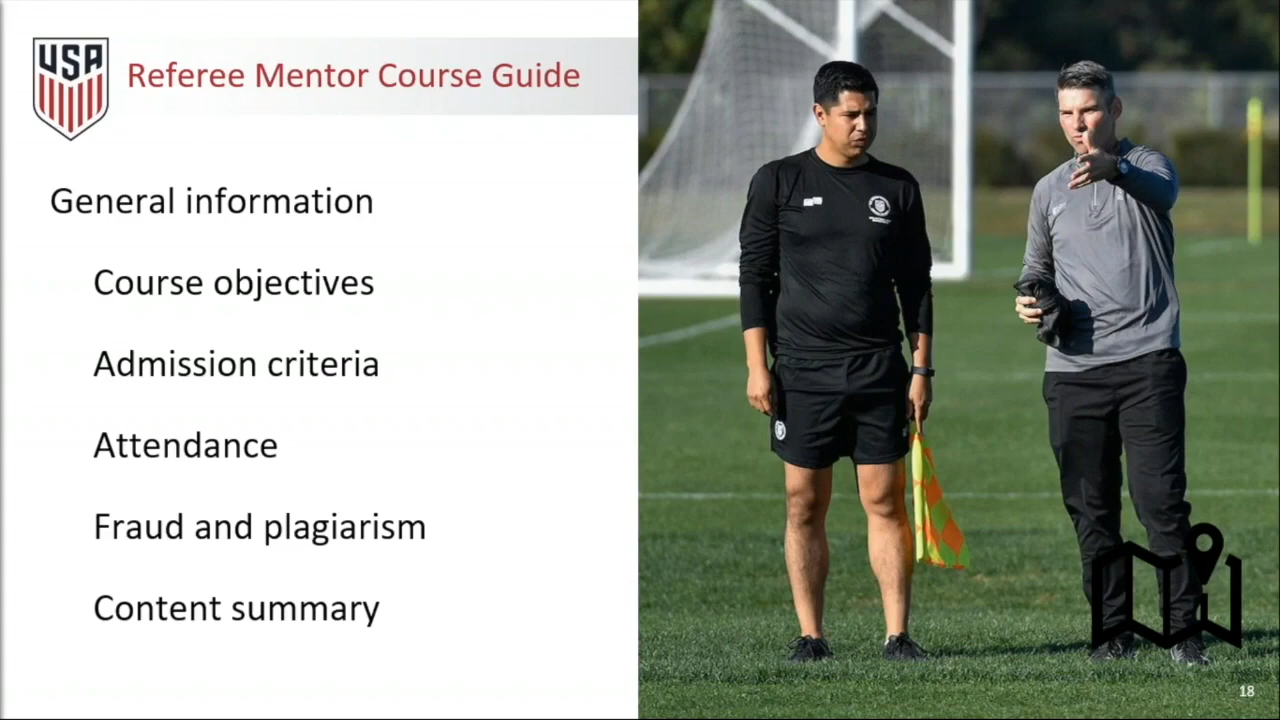 USA
Referee Mentor Course Guide
General information
Course objectives
Admission criteria
Attendance
Fraud and plagiarism
Content summary
18